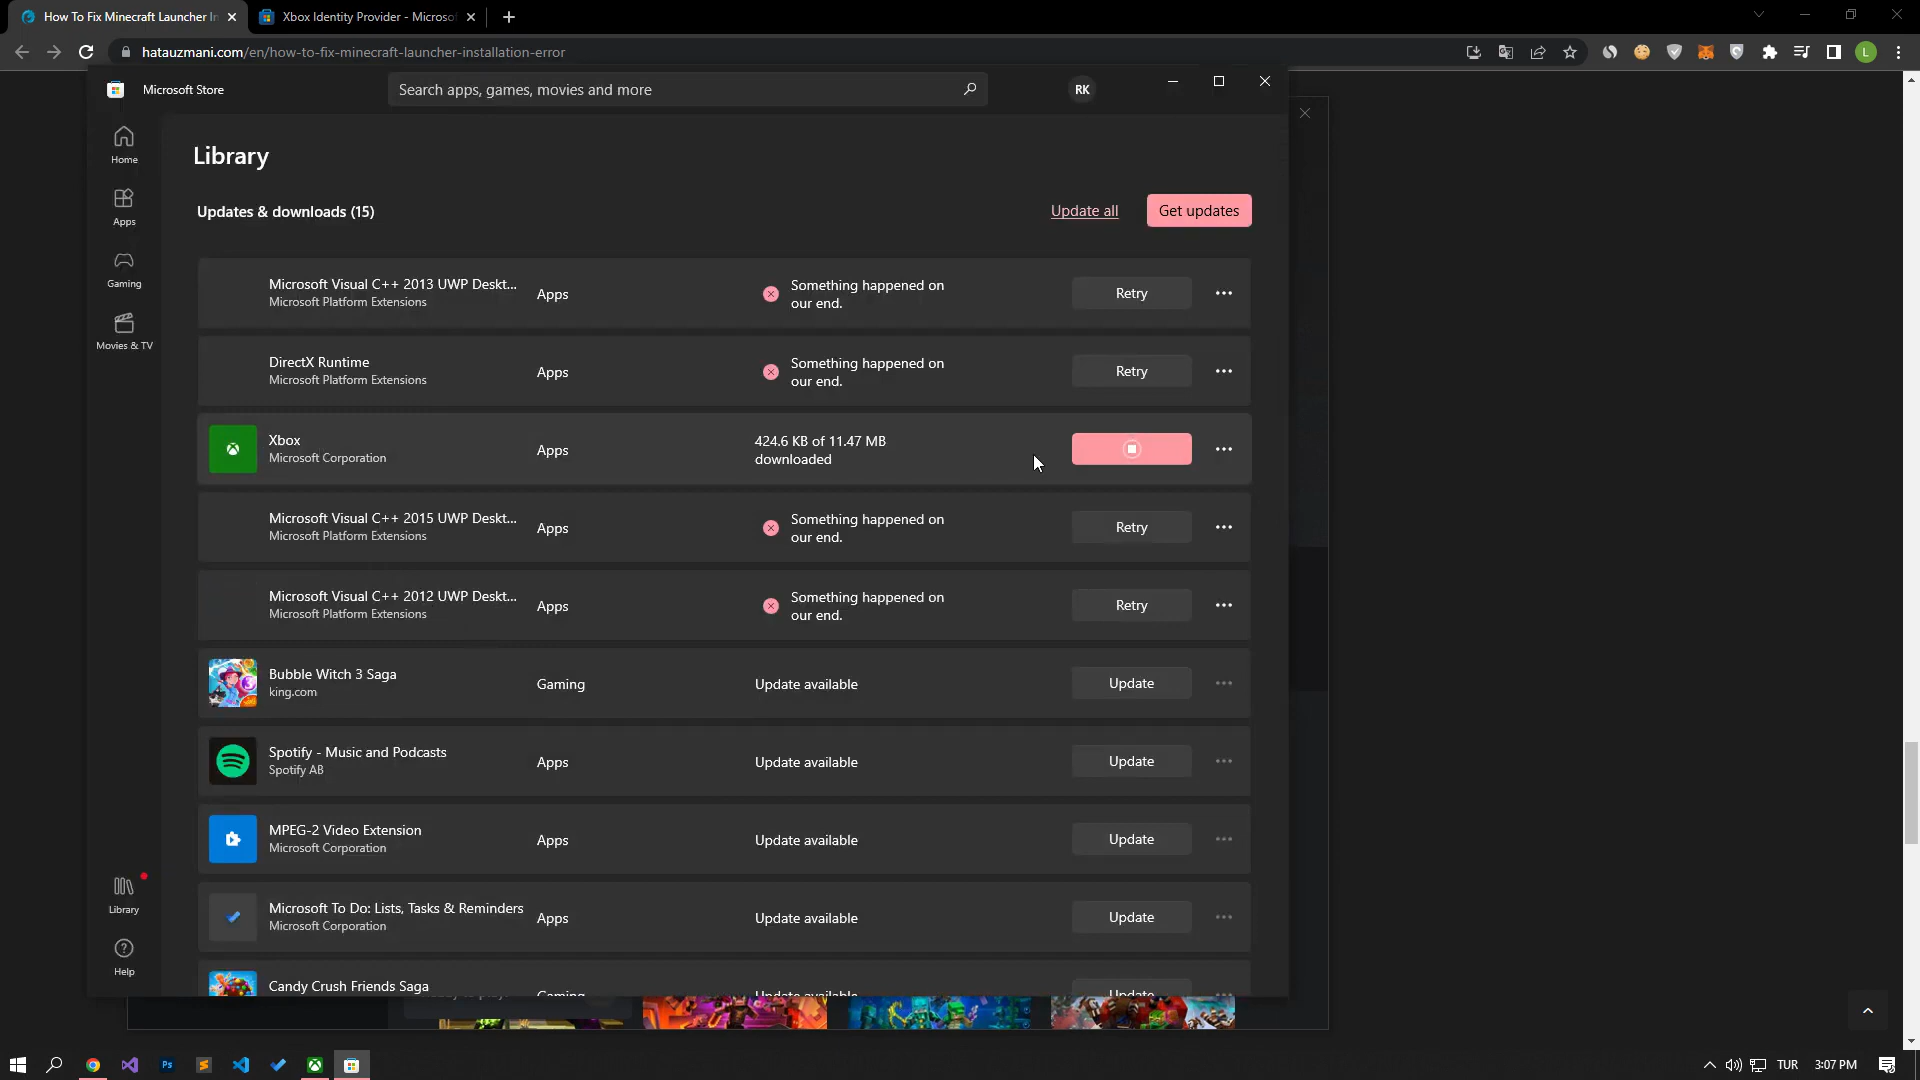 How To Fix Minecraft Launcher In
Xbox Identity Provider - Microsof
hatauzmani.com/en/how-to-fix-minecraft-launcher-installation-error
L
Microsoft Store
Search apps, games, movies and more
RK
Home
Apps
Gaming
Movies & TV
Library
Help
Library
Updates & downloads (15)
Update all
Get updates
Microsoft Visual C++ 2013 UWP Deskt...
Microsoft Platform Extensions
Apps
Something happened on
our end.
Retry
DirectX Runtime
Microsoft Platform Extensions
Apps
Something happened on
our end.
Retry
Xbox
Microsoft Corporation
Apps
424.6 KB of 11.47 MB
downloaded
Microsoft Visual C++ 2015 UWP Deskt...
Microsoft Platform Extensions
Apps
Something happened on
our end.
Retry
Microsoft Visual C++ 2012 UWP Deskt...
Microsoft Platform Extensions
Apps
Something happened on
our end.
Retry
Bubble Witch 3 Saga
king.com
Gaming
Update available
Update
Spotify - Music and Podcasts
Spotify AB
Apps
Update available
Update
MPEG-2 Video Extension
Microsoft Corporation
Apps
Update available
Update
Microsoft To Do: Lists, Tasks & Reminders
Microsoft Corporation
Apps
Update available
Update
Candy Crush Friends Saga
Gaming
Update available
Update
Ps
TUR
3:07 PM